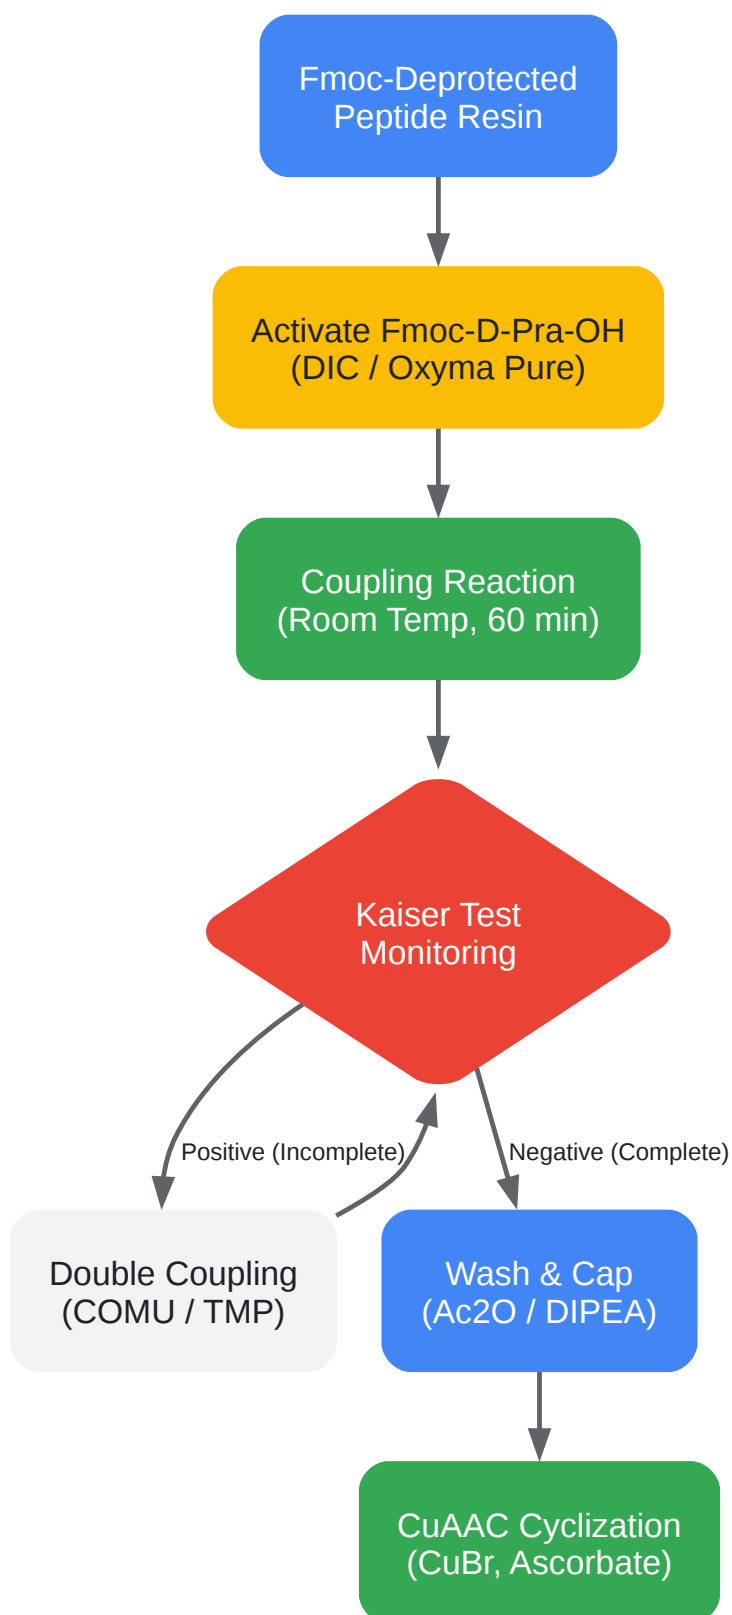 Fmoc-Deprotected
Peptide Resin
Activate Fmoc-D-Pra-OH
(DIC / Oxyma Pure)
Coupling Reaction
(Room Temp, 60 min)
Kaiser Test
Monitoring
Positive (Incomplete)
Negative (Complete)
Double Coupling
(COMU / TMP)
Wash & Cap
(Ac2O / DIPEA)
CuAAC Cyclization
(CuBr, Ascorbate)